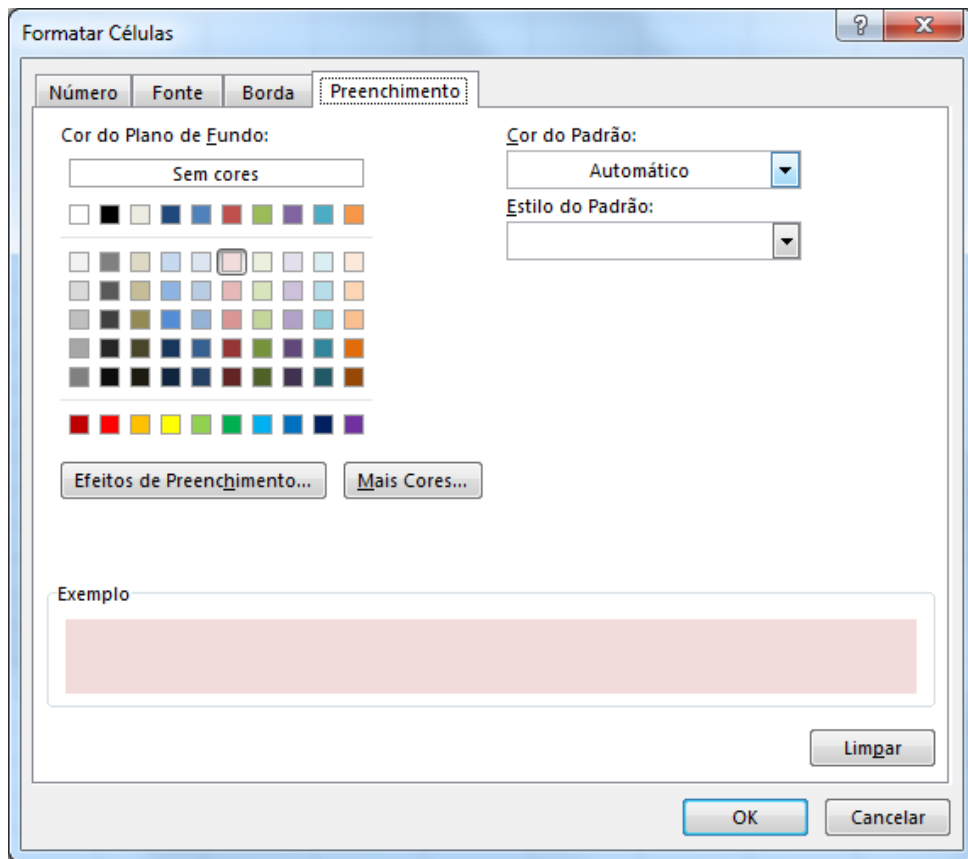 Formatar Células
Número Fonte Borda Preenchimento
Cor do Plano de Fundo:
Sem cores
Cor do Padrão:
Automático
Estilo do Padrão:
Efeitos de Preenchimento... Mais Cores...
Exemplo
Limpar
OK Cancelar